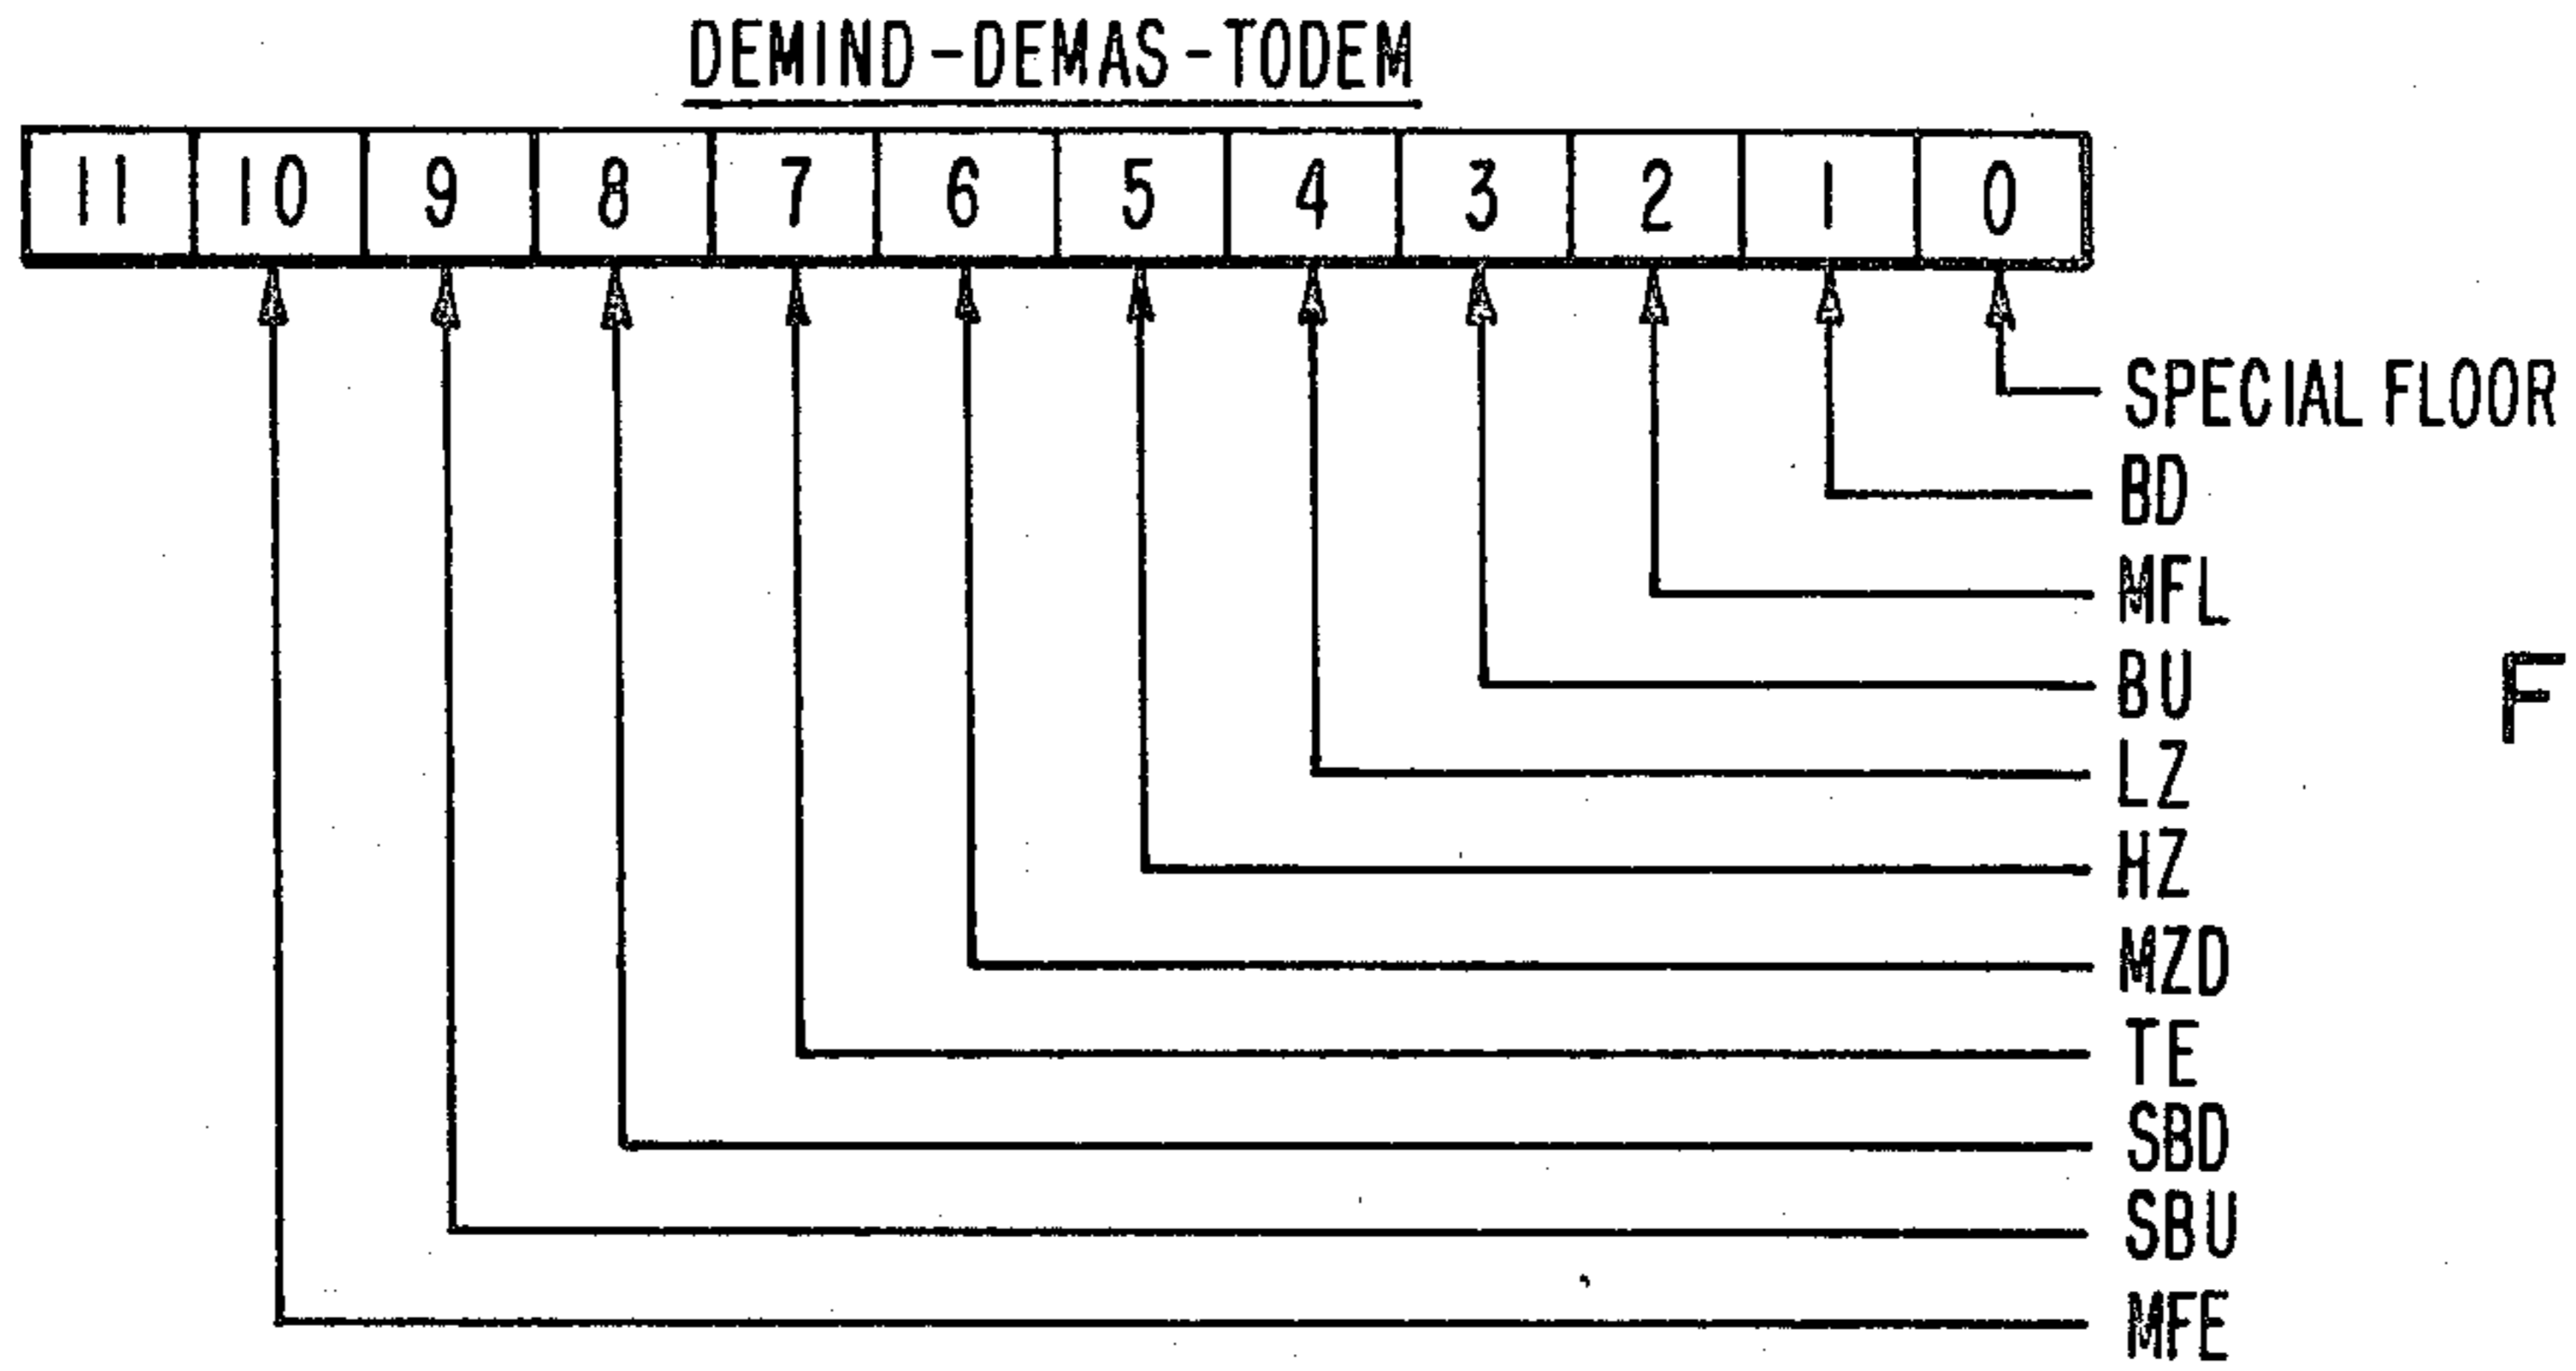 DEMIND-DEMAS-TODEM
11 10 9 8 7 6 5 4 3 2 1 0
SPECIAL FLOOR
BD
MFL
BU
F
LZ
HZ
MZD
TE
SBD
SBU
MFE